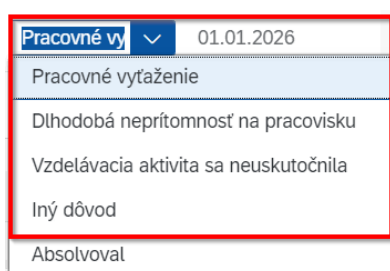 Pracovné vy 01.01.2026
Pracovné vyťaženie
Dlhodobá neprítomnosť na pracovisku
Vzdelávacia aktivita sa neuskutočnila
Iný dôvod
Absolvoval